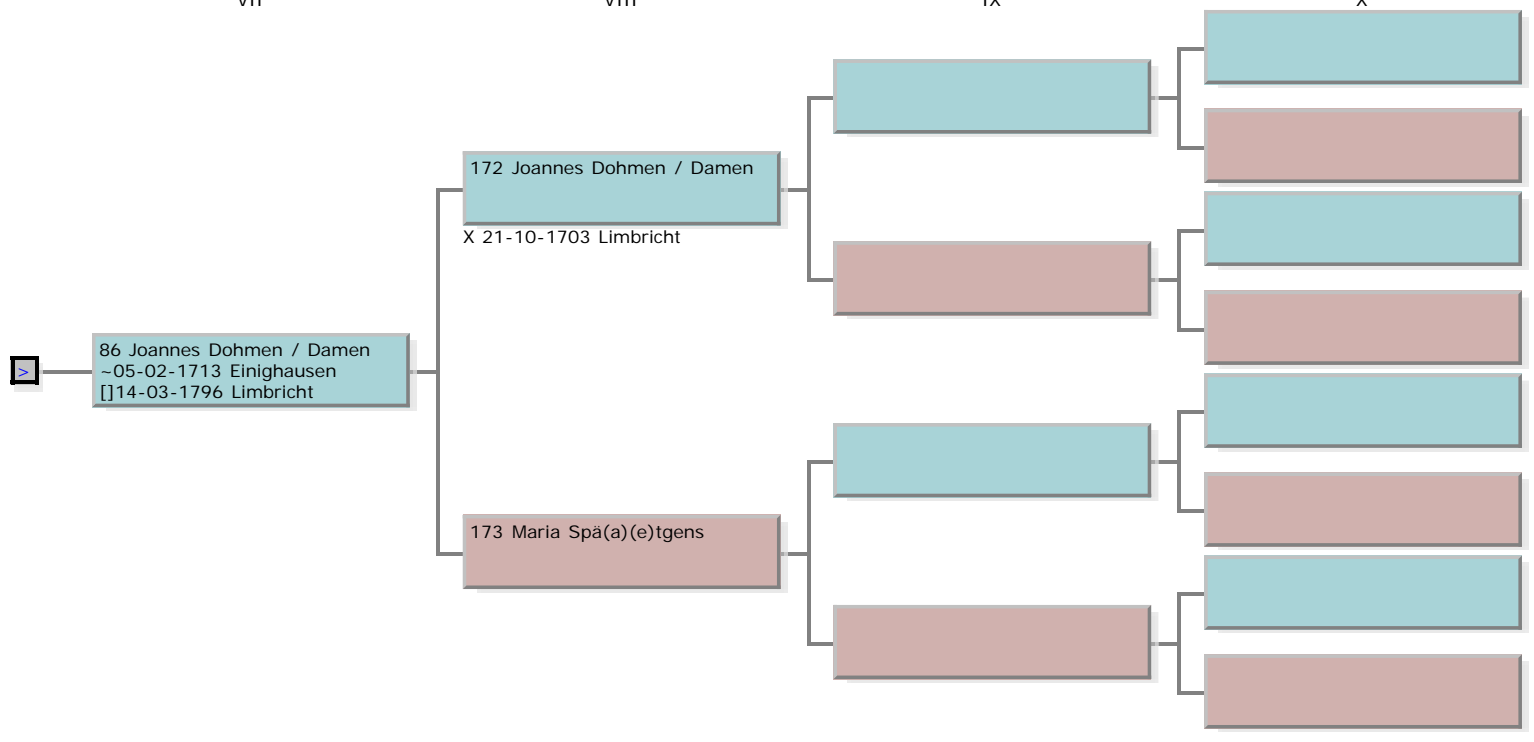 VII VIII IX X
172 Joannes Dohmen / Damen
X 21-10-1703 Limbricht
86 Joannes Dohmen / Damen
~05-02-1713 Einighausen
[]14-03-1796 Limbricht
>
173 Maria Spä(a)(e)tgens